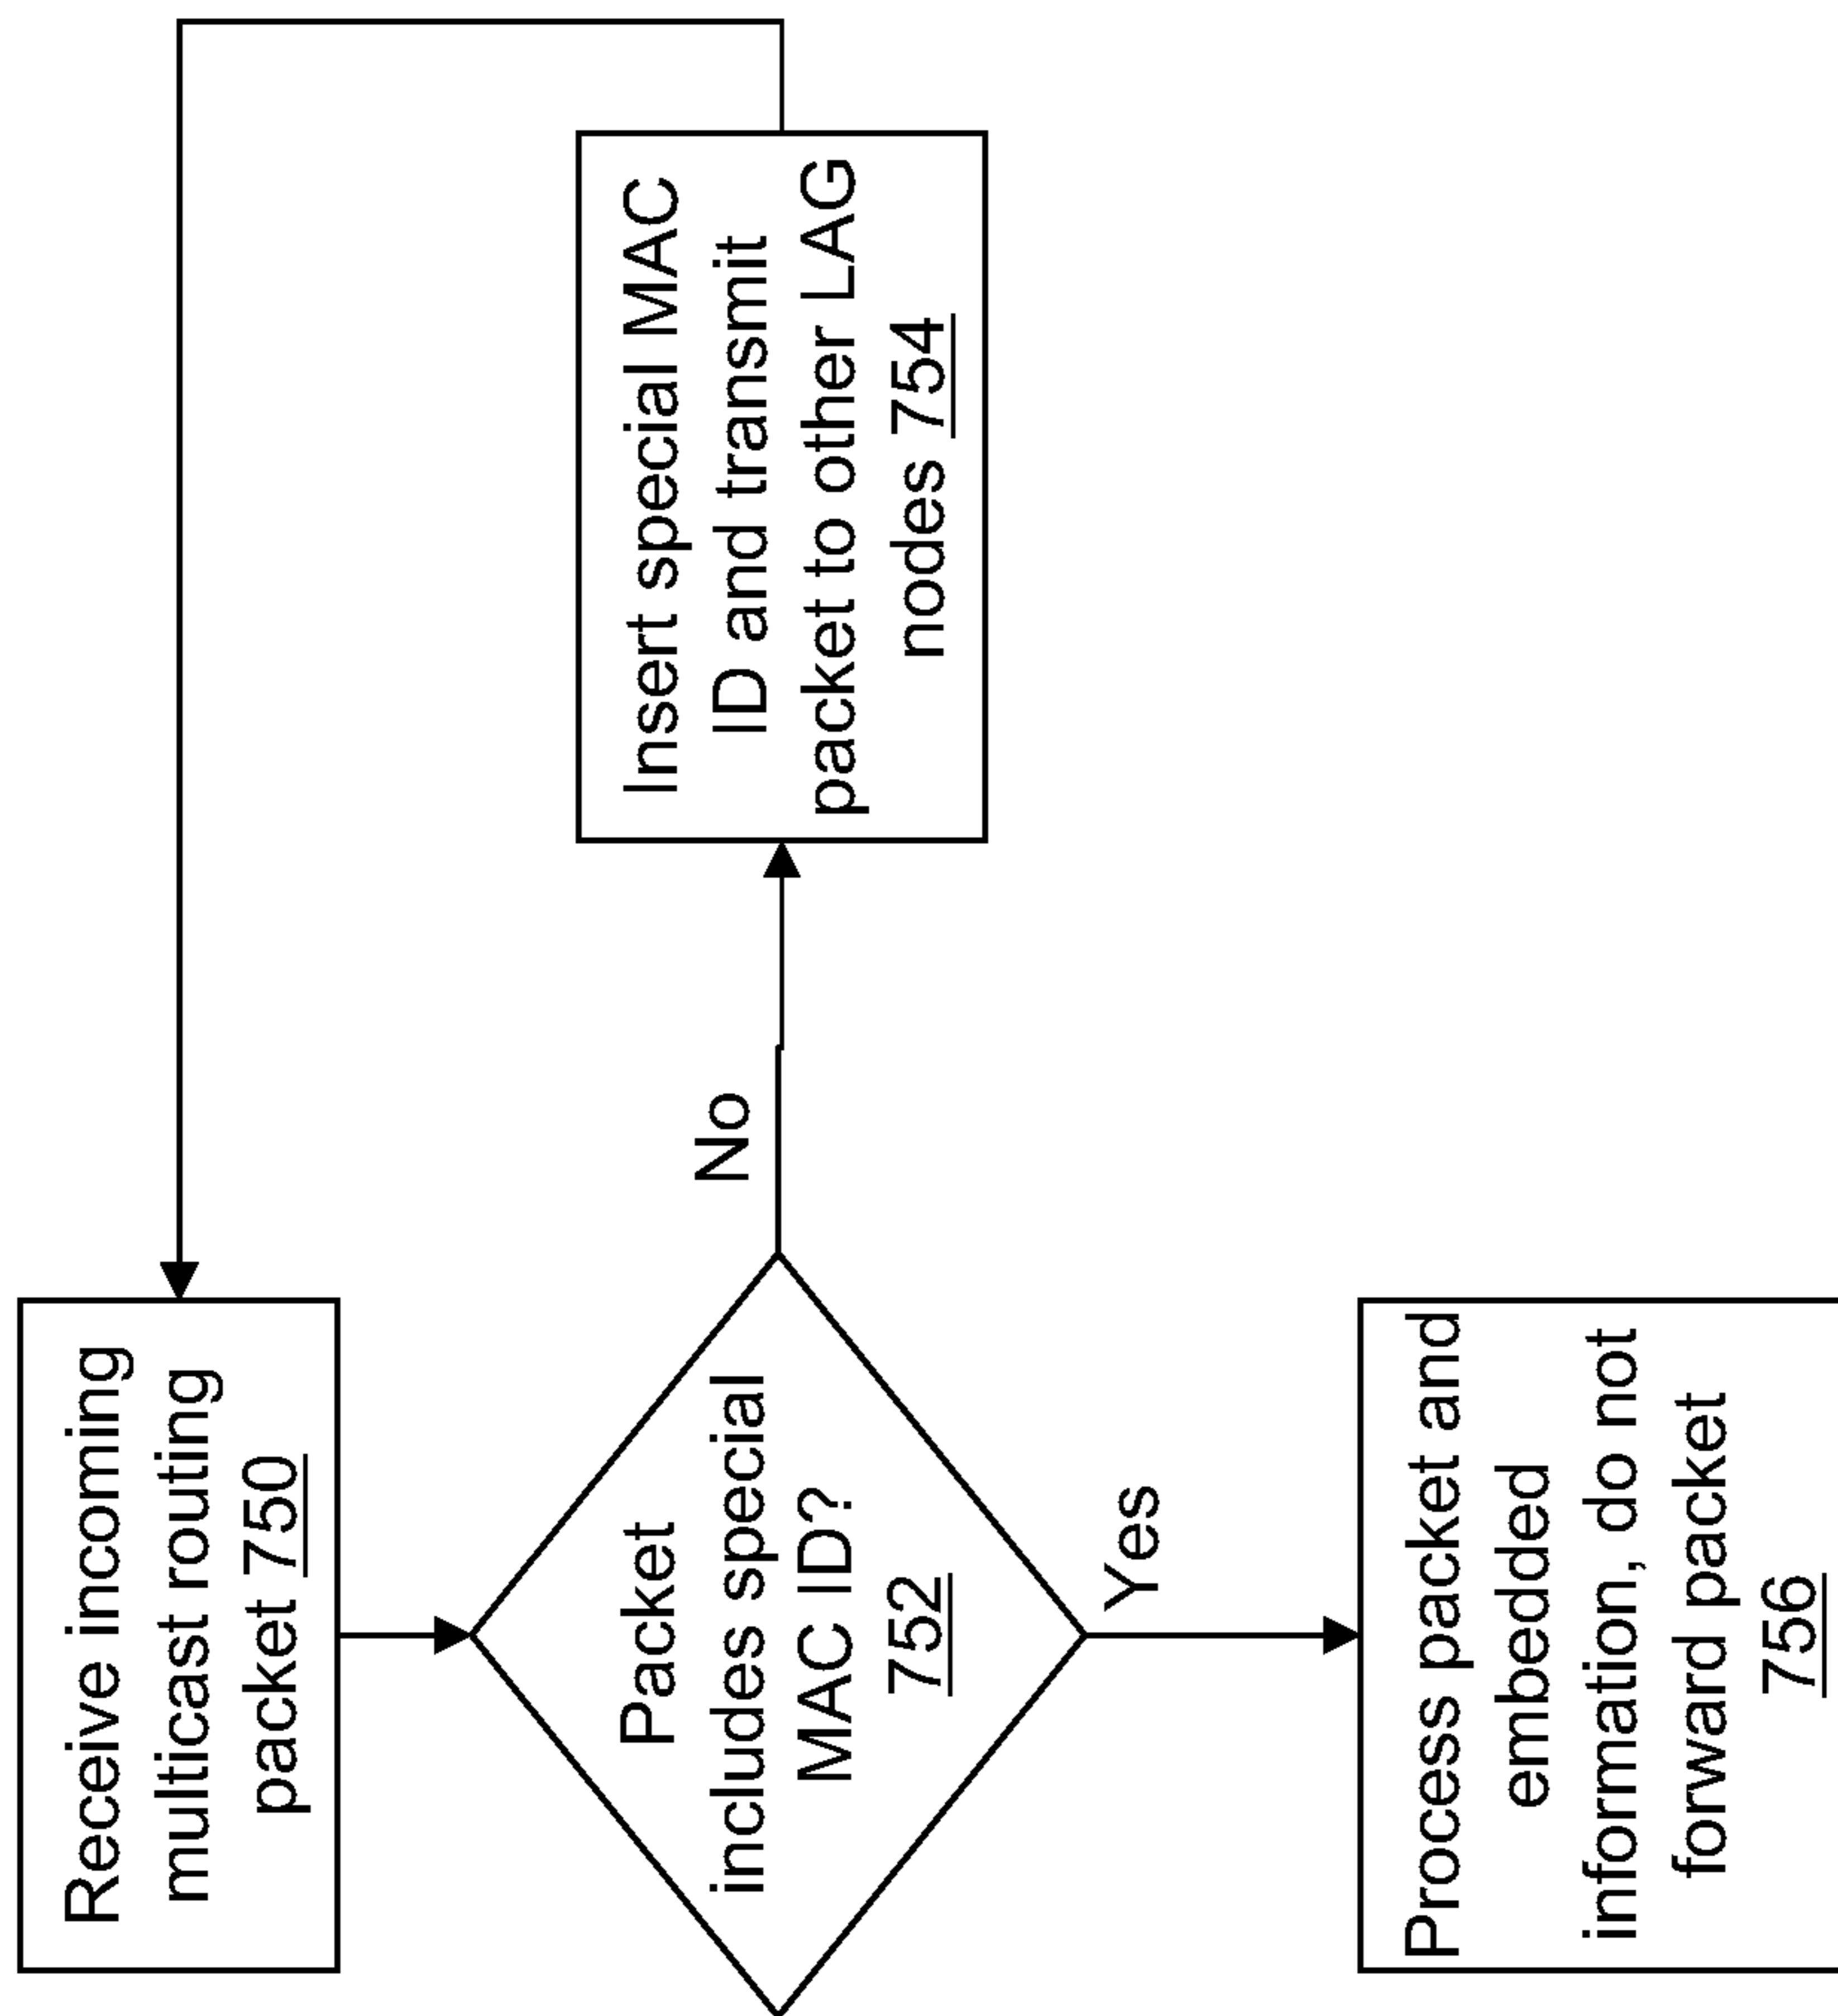 Receive incoming
multicast routing
packet 750
Packet
includes special
MAC ID?
752
No
Insert special MAC
ID and transmit
packet to other LAG
nodes 754
Yes
Process packet and
embedded
information, do not
forward packet
756